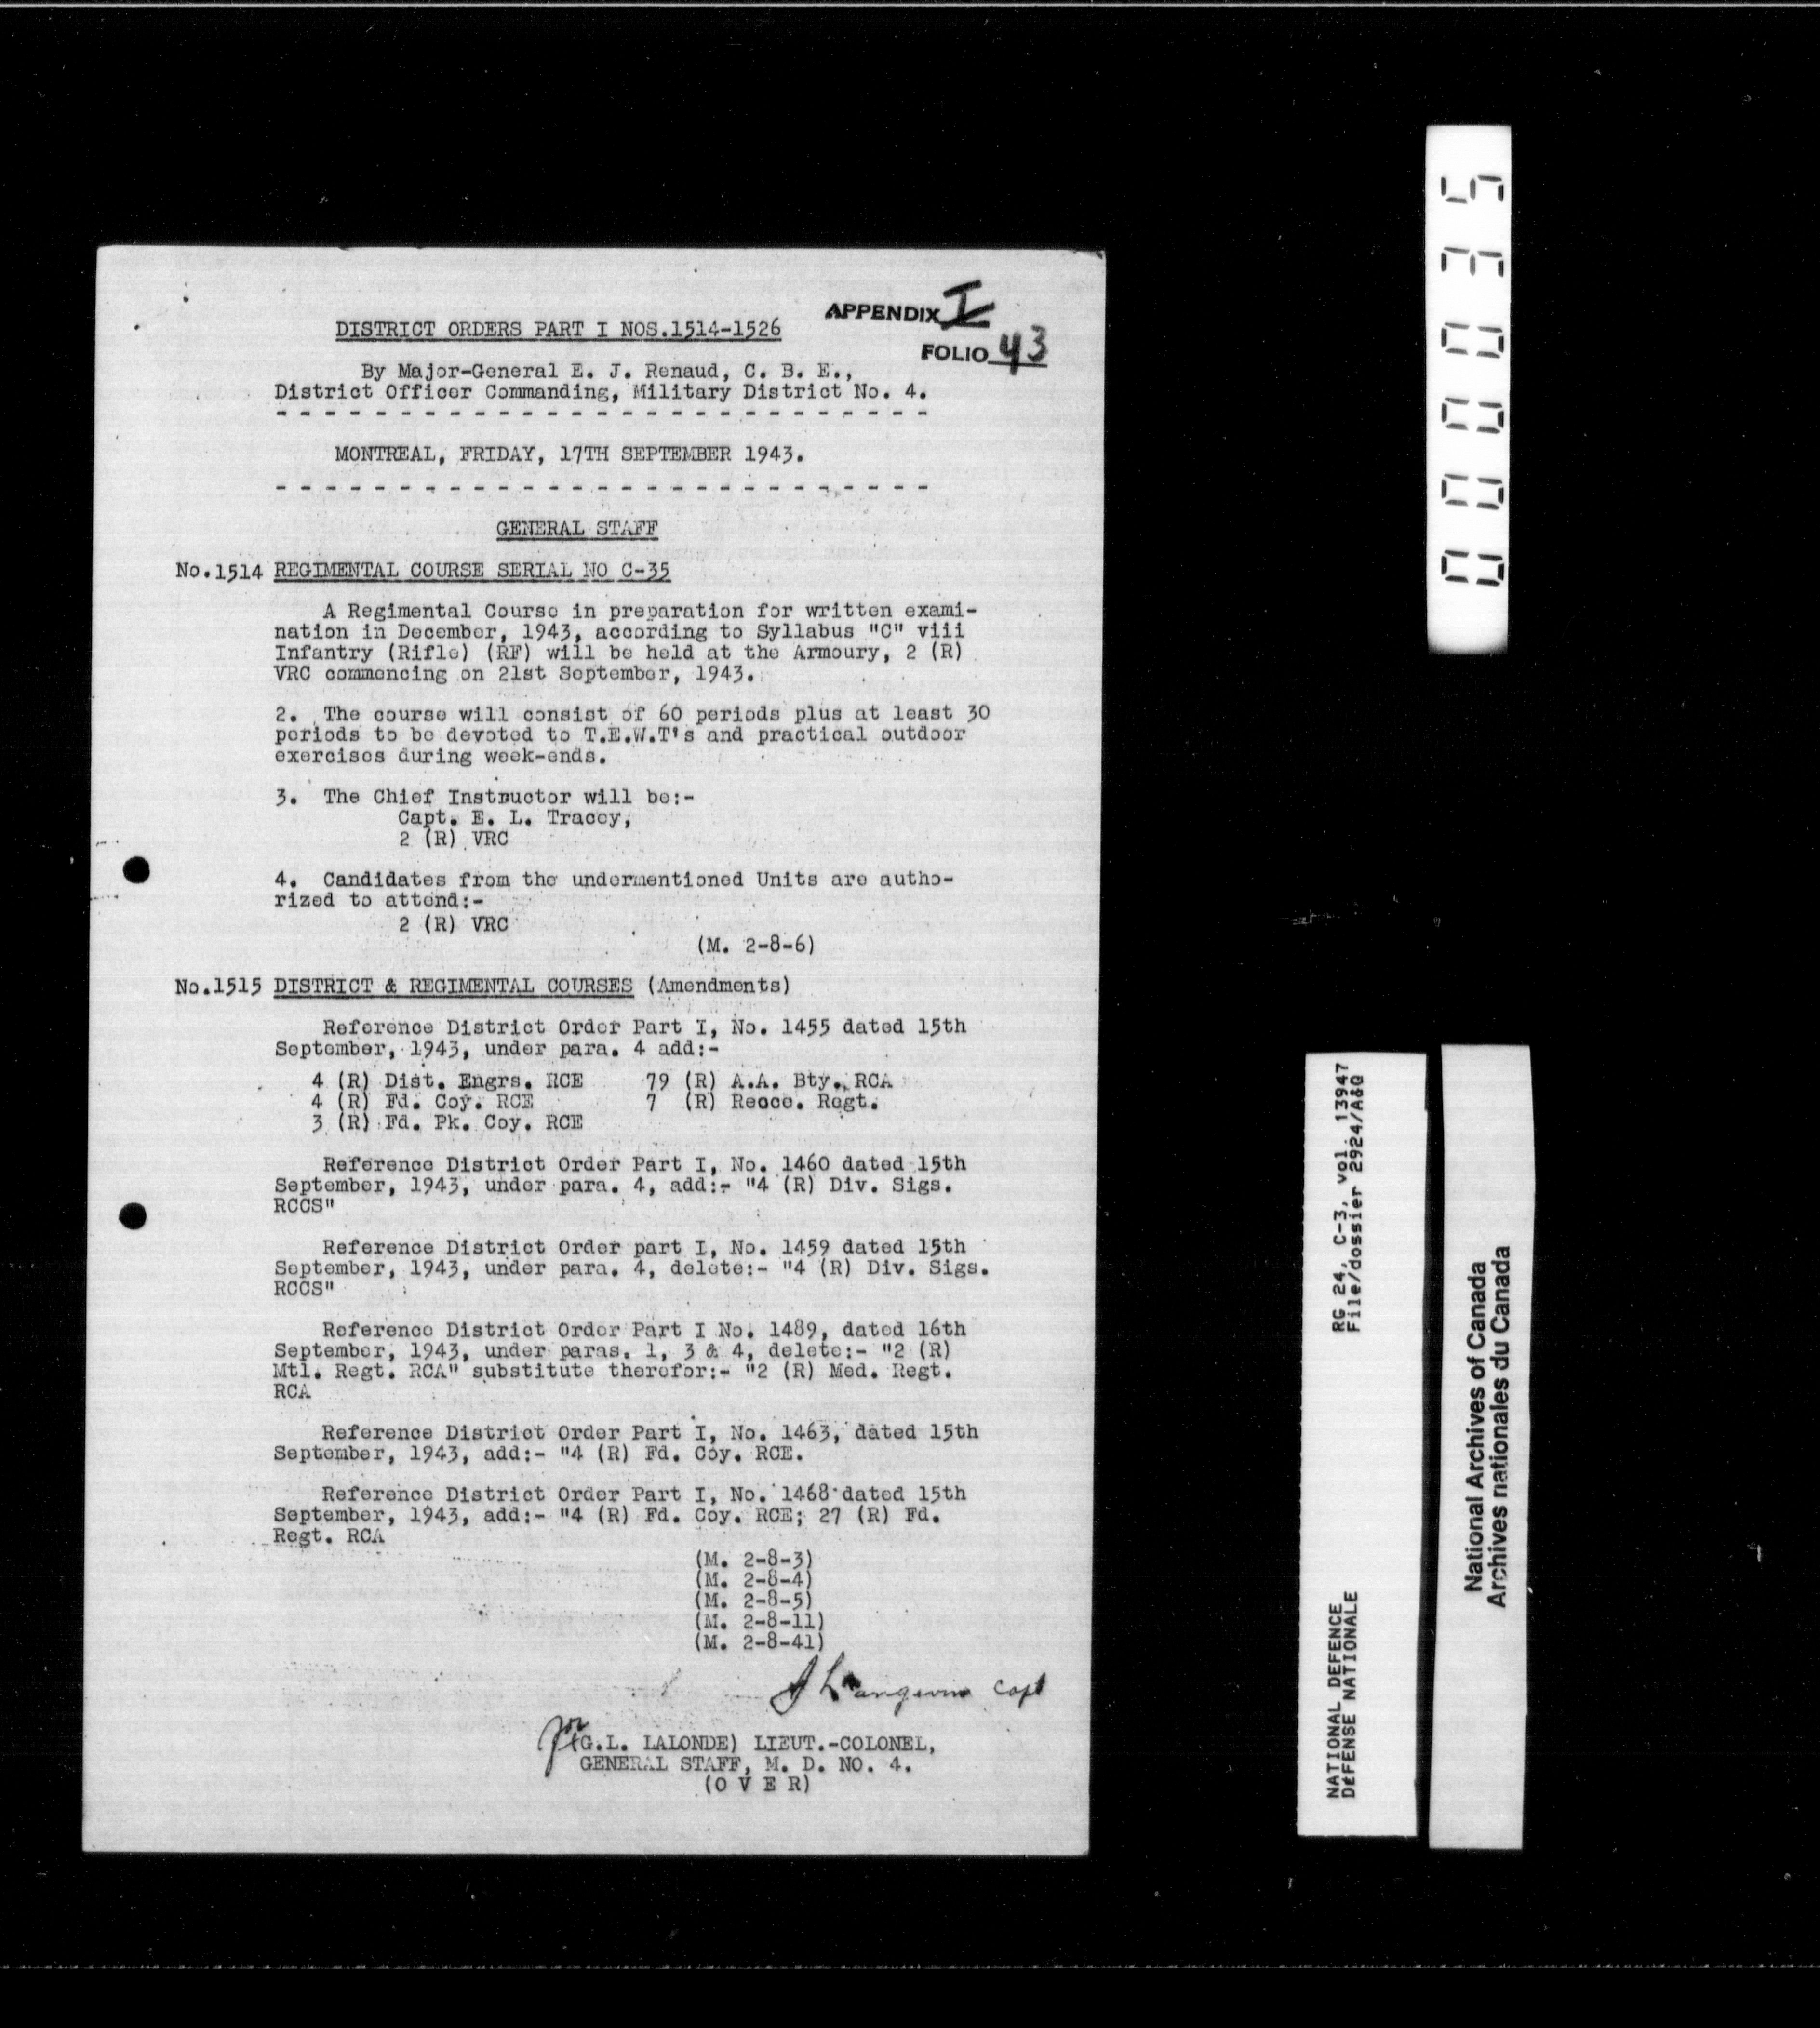 APPENDIX I
FOLIO 43
DISTRICT ORDERS PART I NOS.1514-1526
By Major-General E. J. Renaud, C. B. E.,
District Officer Commanding, Military District No. 4.
- - - - - - - - - - - - - - - - - - - - - - - - - - -
MONTREAL, FRIDAY, 17TH SEPTEMBER 1943.
- - - - - - - - - - - - - - - - - - - - - - - - - - -
GENERAL STAFF
No.1514 REGIMENTAL COURSE SERIAL NO C-35
A Regimental Course in preparation for written exami-
nation in December, 1943, according to Syllabus "C" viii
Infantry (Rifle) (RF) will be held at the Armoury, 2 (R)
VRC commencing on 21st September, 1943.
2. The course will consist of 60 periods plus at least 30
periods to be devoted to T.E.W.T's and practical outdoor
exercises during week-ends.
3. The Chief Instructor will be:-
Capt. E. L. Tracey,
2 (R) VRC
4. Candidates from the undermentioned Units are autho-
rized to attend:-
2 (R) VRC
(M. 2-8-6)
No.1515 DISTRICT & REGIMENTAL COURSES (Amendments)
Reference District Order Part I, No. 1455 dated 15th
September, 1943, under para. 4 add:-
4 (R) Dist. Engrs. RCE 79 (R) A.A. Bty. RCA
4 (R) Fd. Coy. RCE 7 (R) Recce. Regt.
3 (R) Fd. Pk. Coy. RCE
Reference District Order Part I, No. 1460 dated 15th
September, 1943, under para. 4, add:- "4 (R) Div. Sigs.
RCCS"
Reference District Order part I, No. 1459 dated 15th
September, 1943, under para. 4, delete:- "4 (R) Div. Sigs.
RCCS"
Reference District Order Part I No. 1489, dated 16th
September, 1943, under paras. 1, 3 & 4, delete:- "2 (R)
Mtl. Regt. RCA" substitute therefor:- "2 (R) Med. Regt.
RCA
Reference District Order Part I, No. 1463, dated 15th
September, 1943, add:- "4 (R) Fd. Coy. RCE.
Reference District Order Part I, No. 1468 dated 15th
September, 1943, add:- "4 (R) Fd. Coy. RCE; 27 (R) Fd.
Regt. RCA
(M. 2-8-3)
(M. 2-8-4)
(M. 2-8-5)
(M. 2-8-11)
(M. 2-8-41)
Langevin Capt
for (G.L. LALONDE) LIEUT.-COLONEL,
GENERAL STAFF, M. D. NO. 4.
(O V E R)
000035
NATIONAL DEFENCE RG 24, C-3, vol. 13947
DÉFENSE NATIONALE File/dossier 2924/A&Q
National Archives of Canada
Archives nationales du Canada